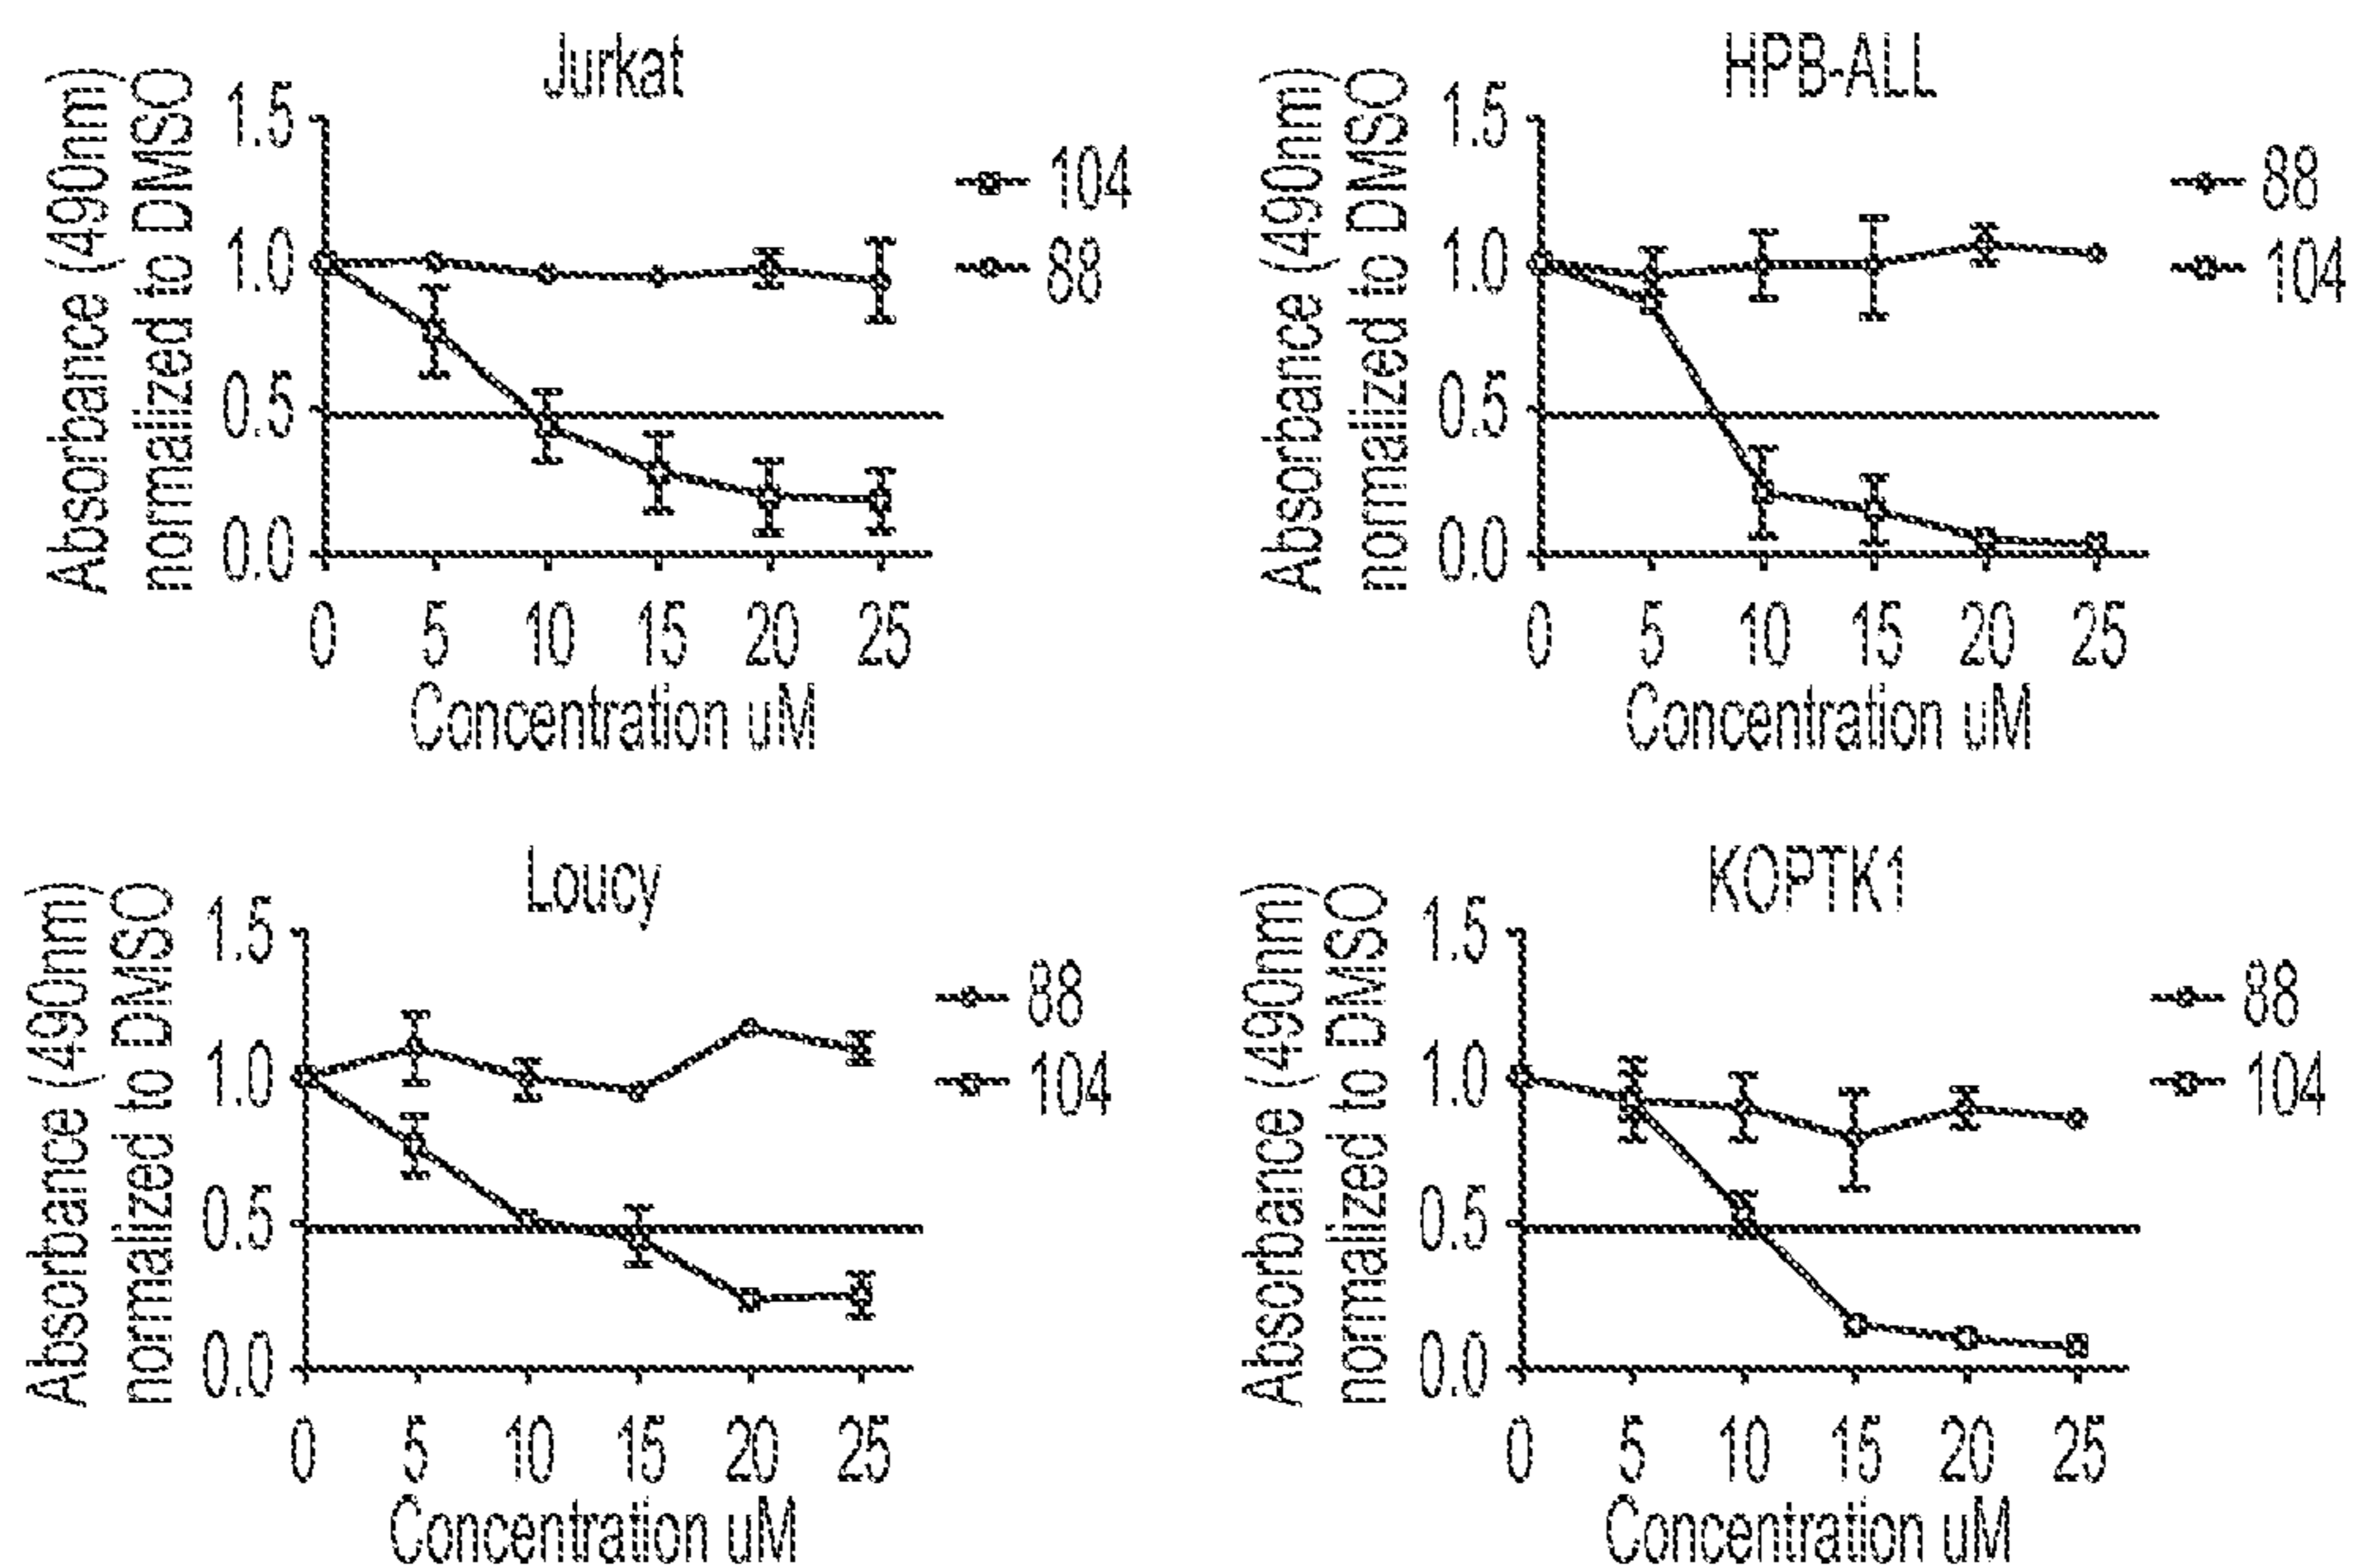 Jurkat
Absorbance (490nm)
normalized to DMSO
1.5
1.0
0.5
0.0
104
88
0 5 10 15 20 25
Concentration uM
HPB-ALL
Absorbance (490nm)
normalized to DMSO
1.5
1.0
0.5
0.0
88
104
0 5 10 15 20 25
Concentration uM
Loucy
Absorbance (490nm)
normalized to DMSO
1.5
1.0
0.5
0.0
88
104
0 5 10 15 20 25
Concentration uM
KOPTK1
Absorbance (490nm)
normalized to DMSO
1.5
1.0
0.5
0.0
88
104
0 5 10 15 20 25
Concentration uM